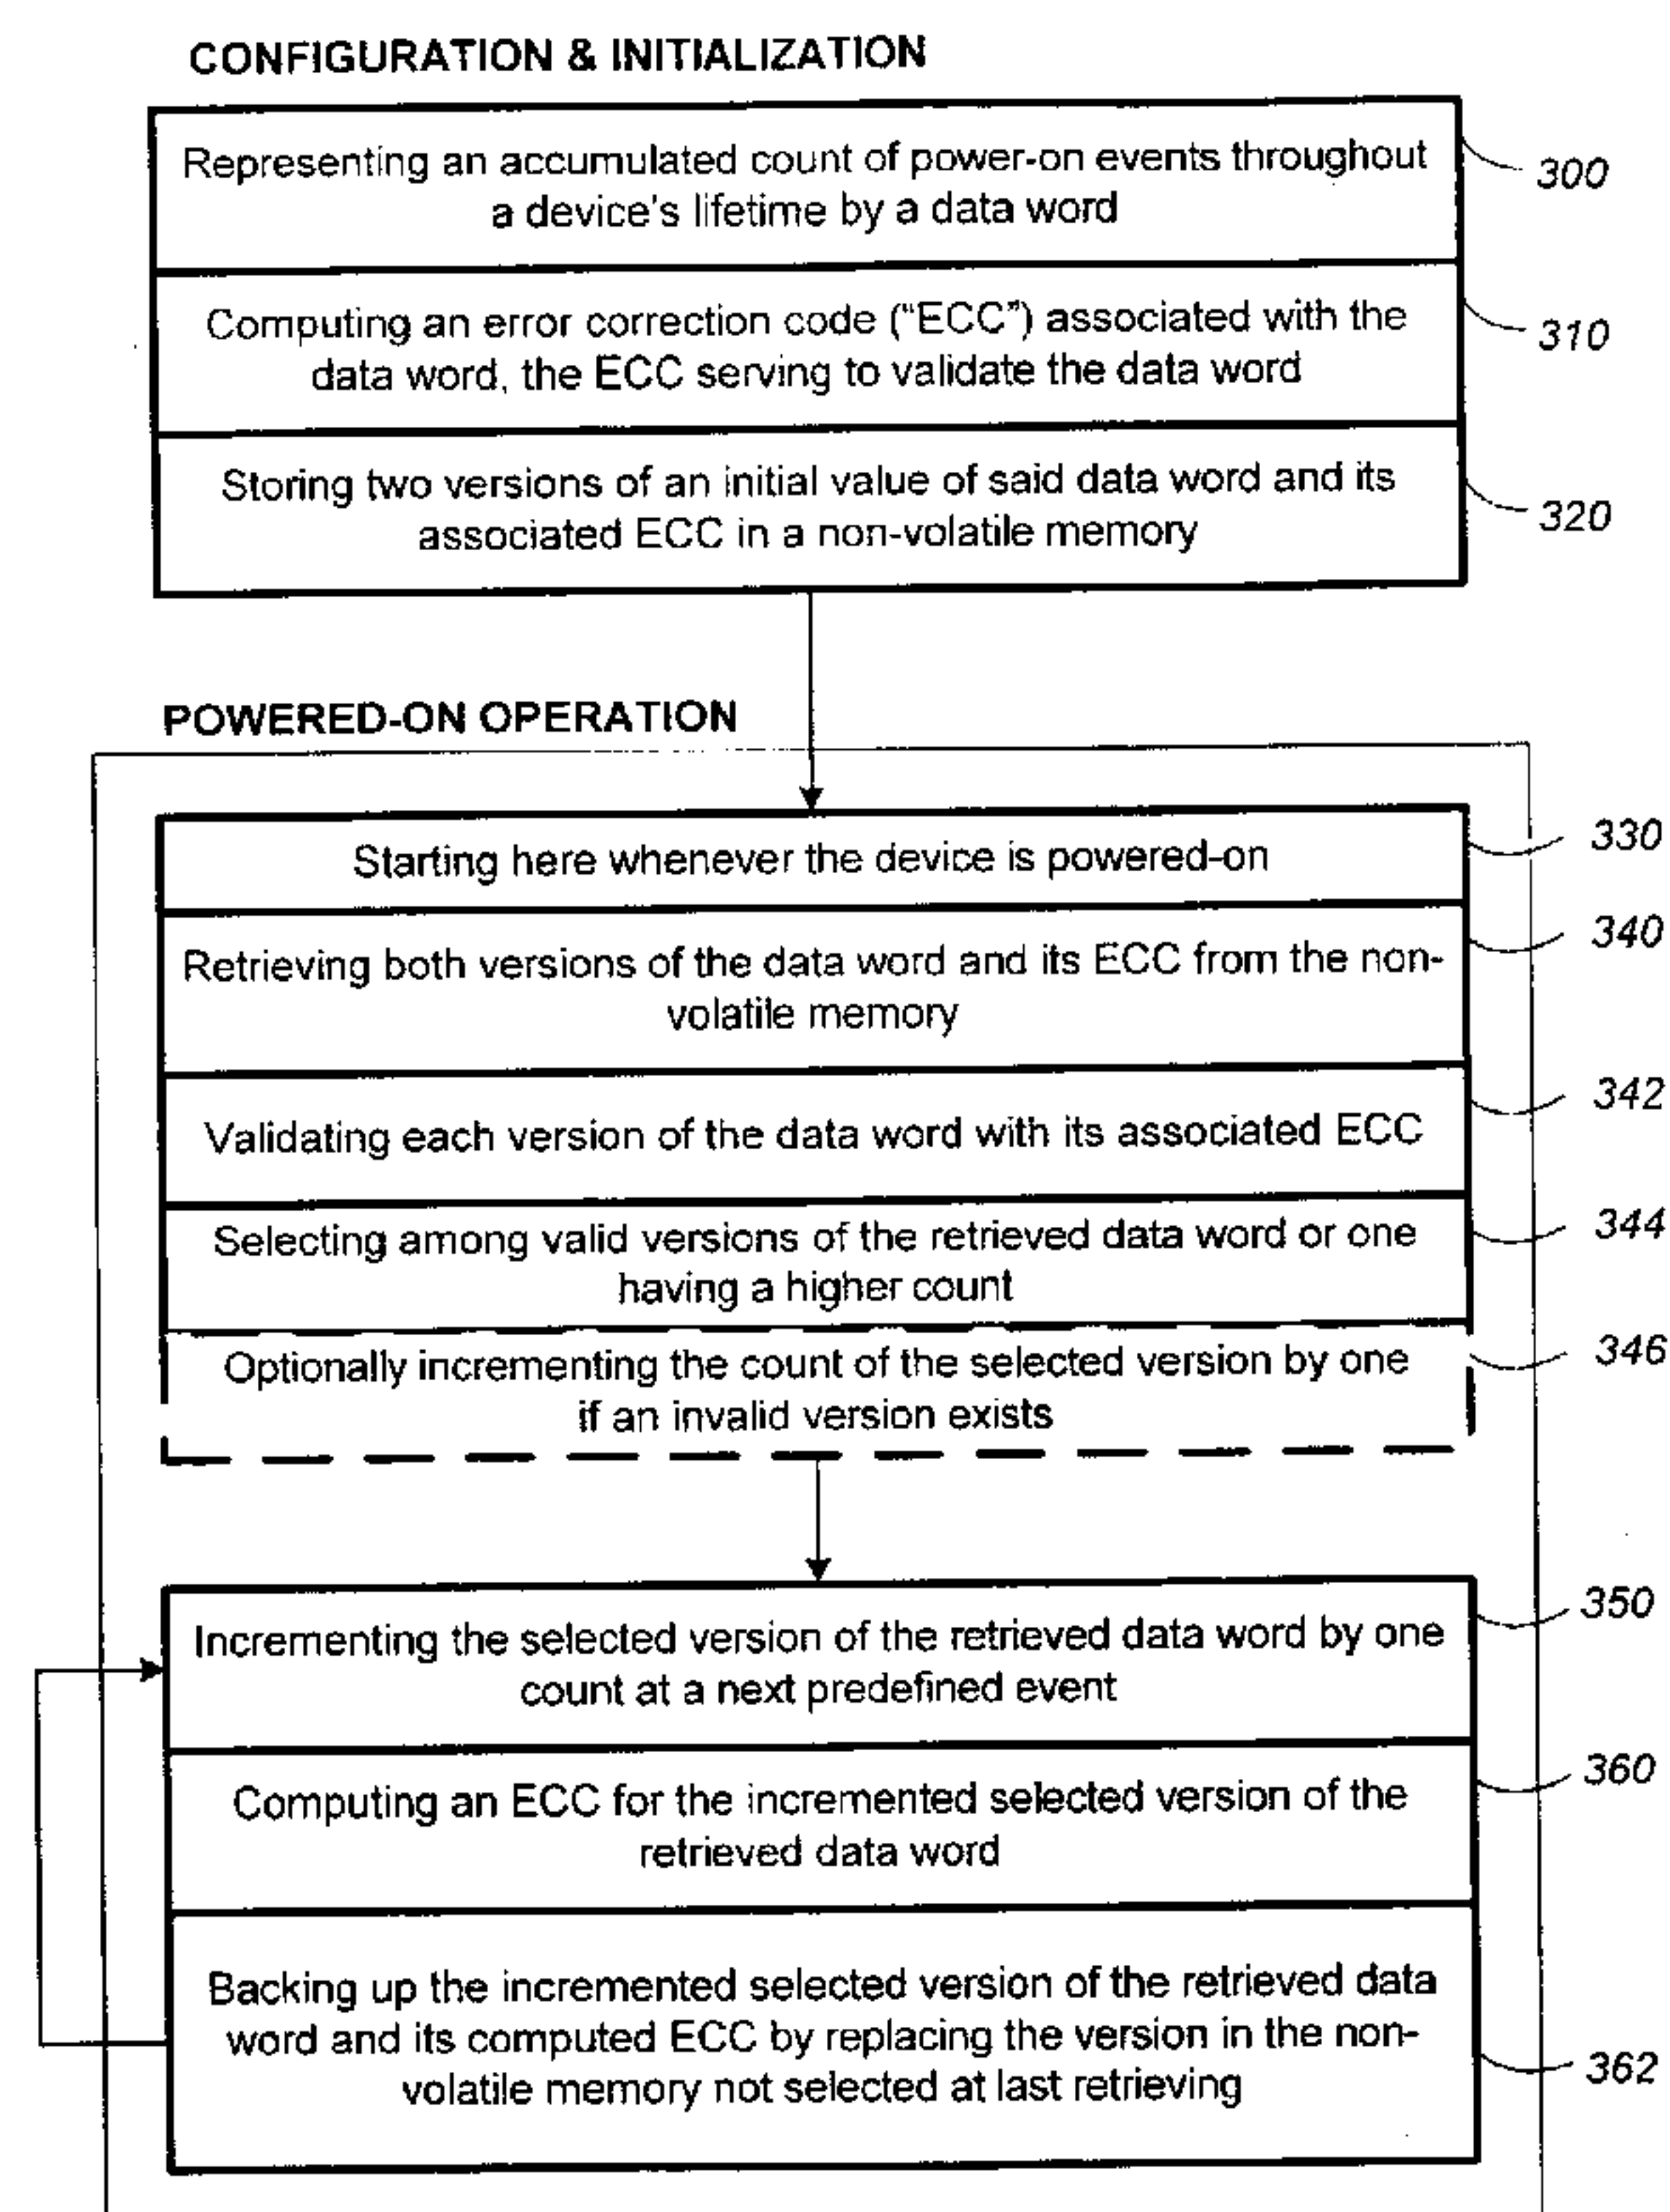 CONFIGURATION & INITIALIZATION
Representing an accumulated count of power-on events throughout
a device's lifetime by a data word
300
Computing an error correction code ("ECC") associated with the
data word, the ECC serving to validate the data word
310
Storing two versions of an initial value of said data word and its
associated ECC in a non-volatile memory
320
POWERED-ON OPERATION
Starting here whenever the device is powered-on
330
Retrieving both versions of the data word and its ECC from the non-
volatile memory
340
Validating each version of the data word with its associated ECC
342
Selecting among valid versions of the retrieved data word or one
having a higher count
344
Optionally incrementing the count of the selected version by one
if an invalid version exists
346
Incrementing the selected version of the retrieved data word by one
count at a next predefined event
350
Computing an ECC for the incremented selected version of the
retrieved data word
360
Backing up the incremented selected version of the retrieved data
word and its computed ECC by replacing the version in the non-
volatile memory not selected at last retrieving
362